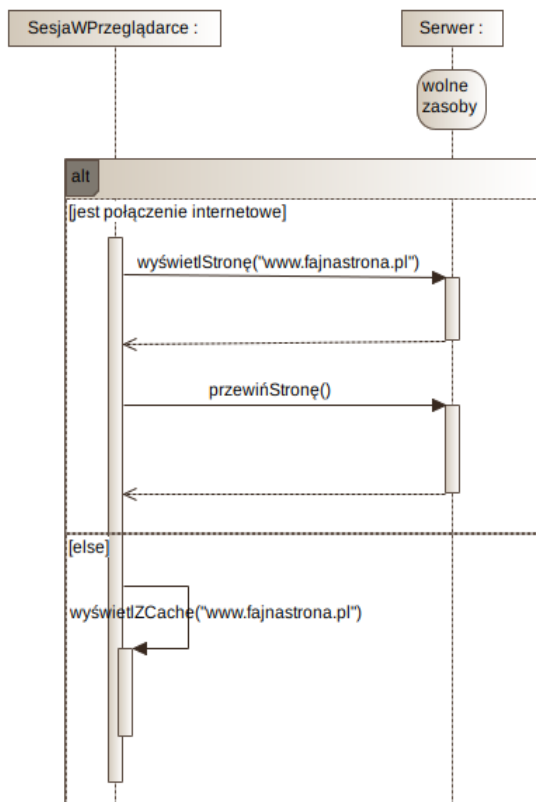 SesjaWPrzeglądarce :
Serwer :
wolne
zasoby
alt
[jest połączenie internetowe]
wyświetlStronę("www.fajnastrona.pl")
przewińStronę()
[else]
wyświetlZCache("www.fajnastrona.pl")